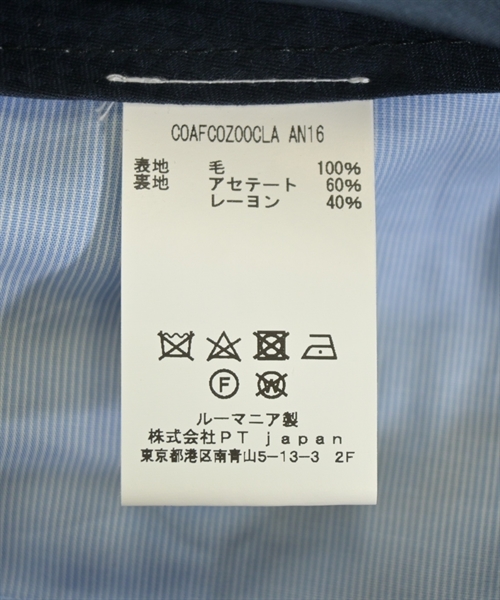 COAFCOZ00CLA AN16
表地 毛 100%
裏地 アセテート 60%
レーヨン 40%
F W
ルーマニア製
株式会社PT japan
東京都港区南青山5-13-3 2F